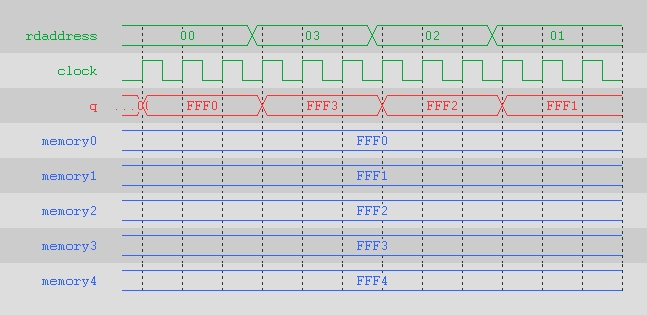 rdaddress 00 03 02 01
clock
q ...0( FFF0 FFF3 FFF2 FFF1
memory0 FFF0
memory1 FFF1
memory2 FFF2
memory3 FFF3
memory4 FFF4